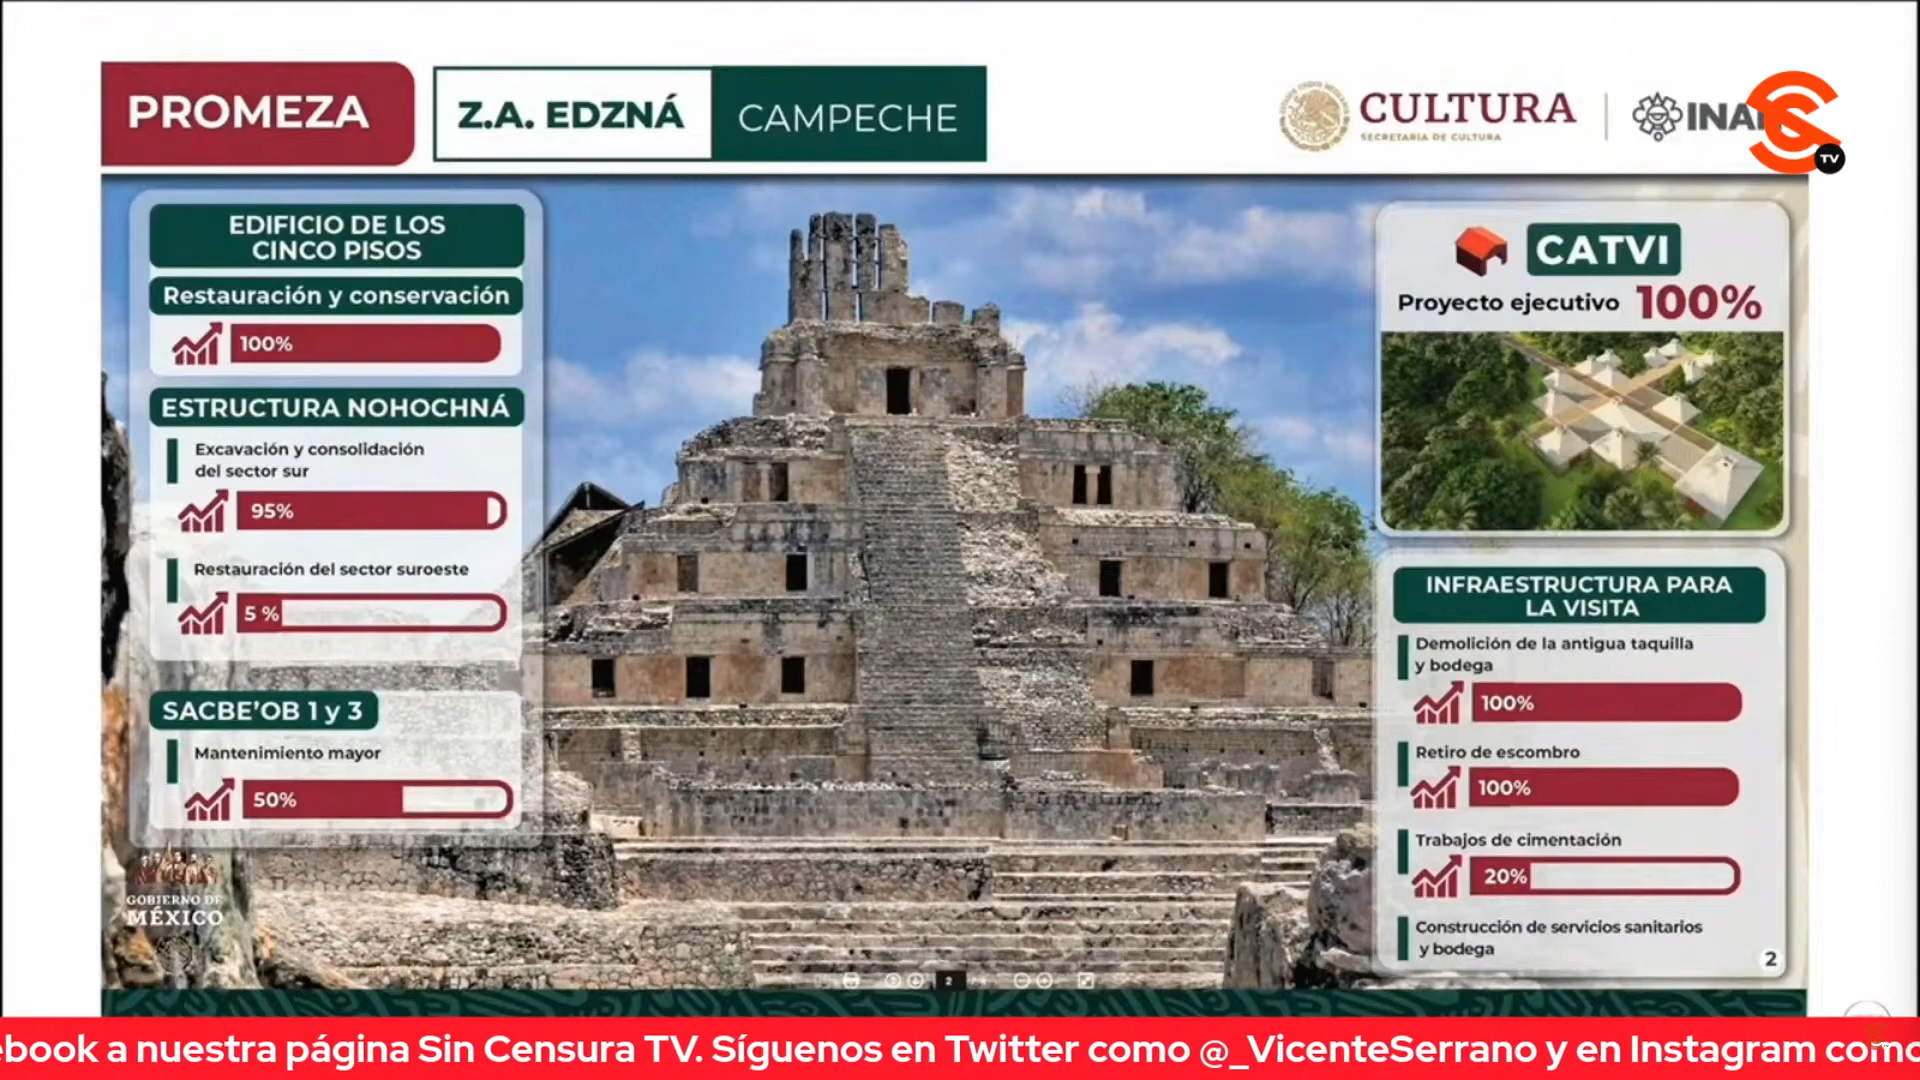 PROMEZA
Z.A. EDZNÁ
CAMPECHE
CULTURA
SECRETARÍA DE CULTURA
TV
EDIFICIO DE LOS
CINCO PISOS
Restauración y conservación
100%
ESTRUCTURA NOHOCHNÁ
Excavación y consolidación
del sector sur
95%
Restauración del sector suroeste
5 %
SACBE'OB 1 y 3
Mantenimiento mayor
50%
GOBIERNO DE
MÉXICO
CATVI
Proyecto ejecutivo 100%
INFRAESTRUCTURA PARA
LA VISITA
Demolición de la antigua taquilla
y bodega
100%
Retiro de escombro
100%
Trabajos de cimentación
20%
Construcción de servicios sanitarios
y bodega
2
2
ebook a nuestra página Sin Censura TV. Síguenos en Twitter como @_VicenteSerrano y en Instagram como